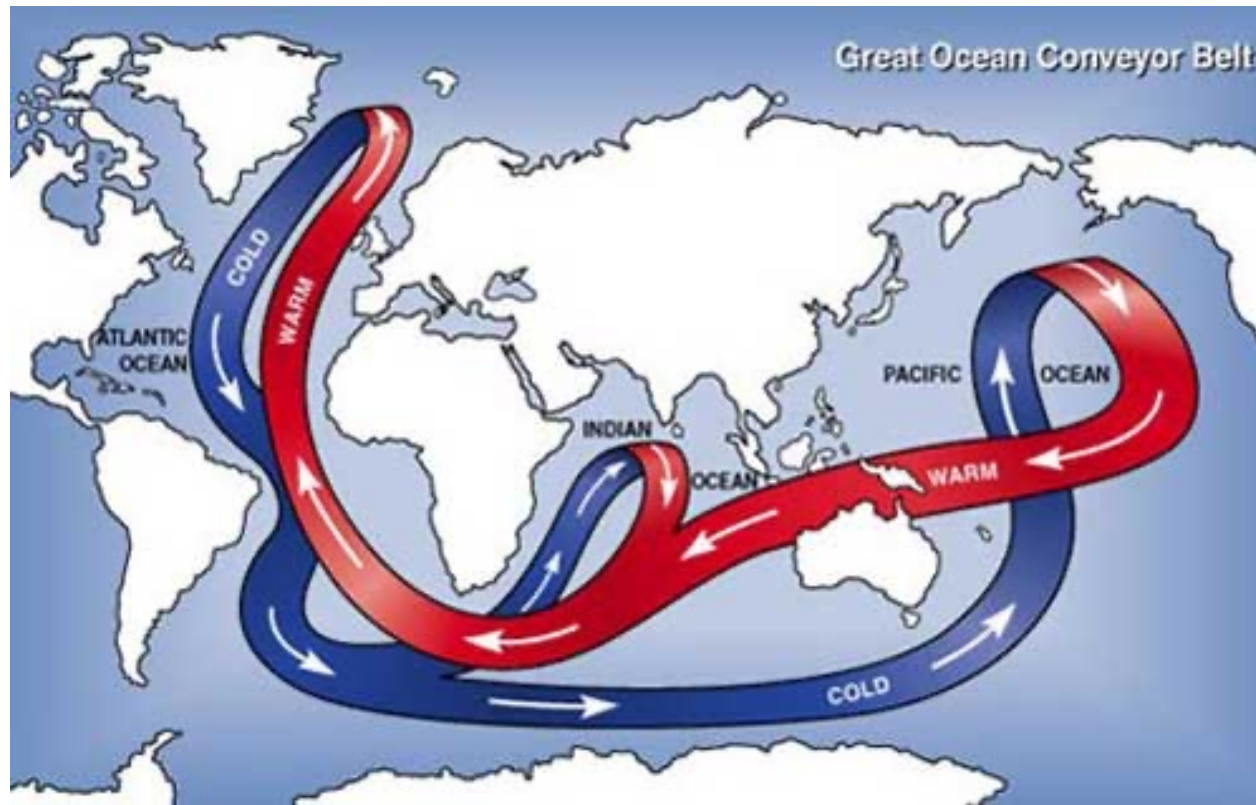 Great Ocean Conveyor Belt
COLD
WARM
ATLANTIC
OCEAN
PACIFIC
OCEAN
INDIAN
OCEAN
WARM
COLD